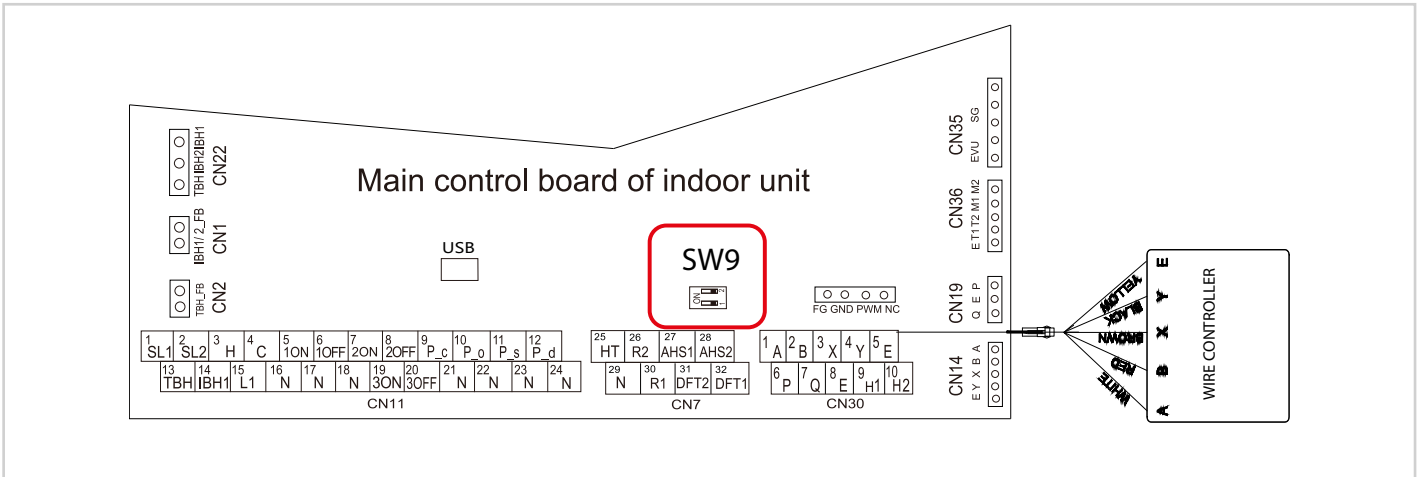 Main control board of indoor unit
TBH IBH2 IBH1
CN22
IBH1/ 2_FB
CN1
TBH_FB
CN2
USB
SW9
ON
1 2
FG GND PWM NC
EVU SG
CN35
E T1 T2 M1 M2
CN36
Q E P
CN19
E Y X B A
CN14
1 SL1 2 SL2 3 H 4 C 5 1ON 6 1OFF 7 2ON 8 2OFF 9 P_c 10 P_o 11 P_s 12 P_d
13 TBH 14 IBH1 15 L1 16 N 17 N 18 N 19 3ON 20 3OFF 21 N 22 N 23 N 24 N
CN11
25 HT 26 R2 27 AHS1 28 AHS2
29 N 30 R1 31 DFT2 32 DFT1
CN7
1 A 2 B 3 X 4 Y 5 E
6 P 7 Q 8 E 9 H1 10 H2
CN30
YELLOW
BLACK
BROWN
RED
WHITE
A B X Y E
WIRE CONTROLLER